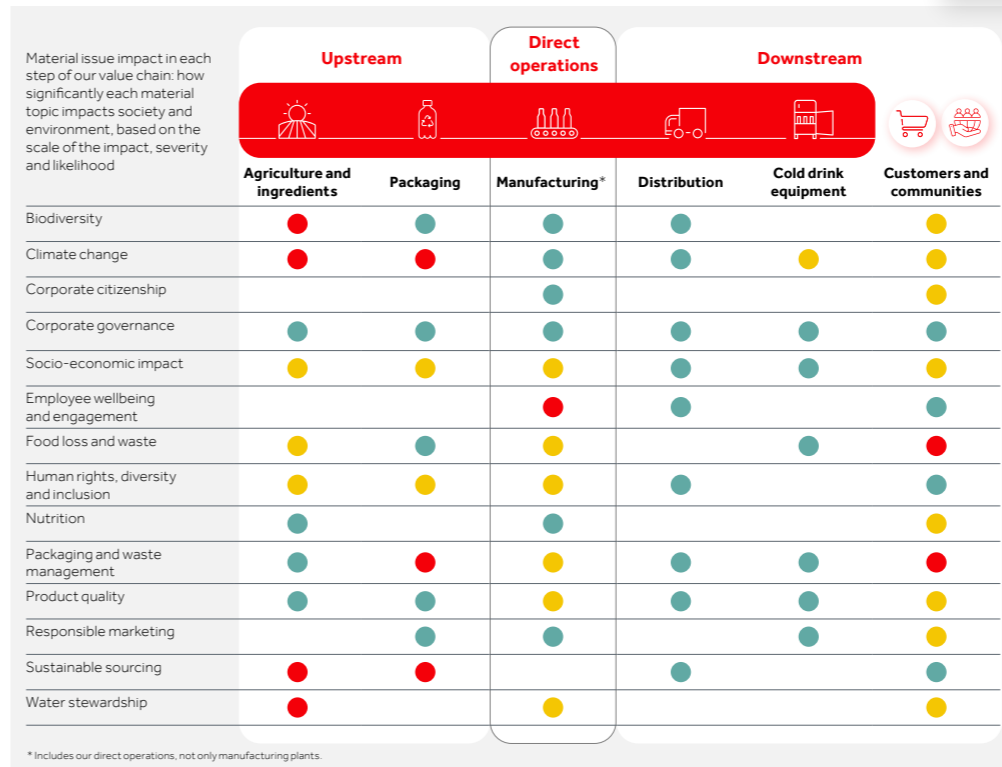 Material issue impact in each
step of our value chain: how
significantly each material
topic impacts society and
environment, based on the
scale of the impact, severity
and likelihood
Upstream
Direct
operations
Downstream
Agriculture and
ingredients
Packaging
Manufacturing*
Distribution
Cold drink
equipment
Customers and
communities
Biodiversity
Climate change
Corporate citizenship
Corporate governance
Socio-economic impact
Employee wellbeing
and engagement
Food loss and waste
Human rights, diversity
and inclusion
Nutrition
Packaging and waste
management
Product quality
Responsible marketing
Sustainable sourcing
Water stewardship
* Includes our direct operations, not only manufacturing plants.